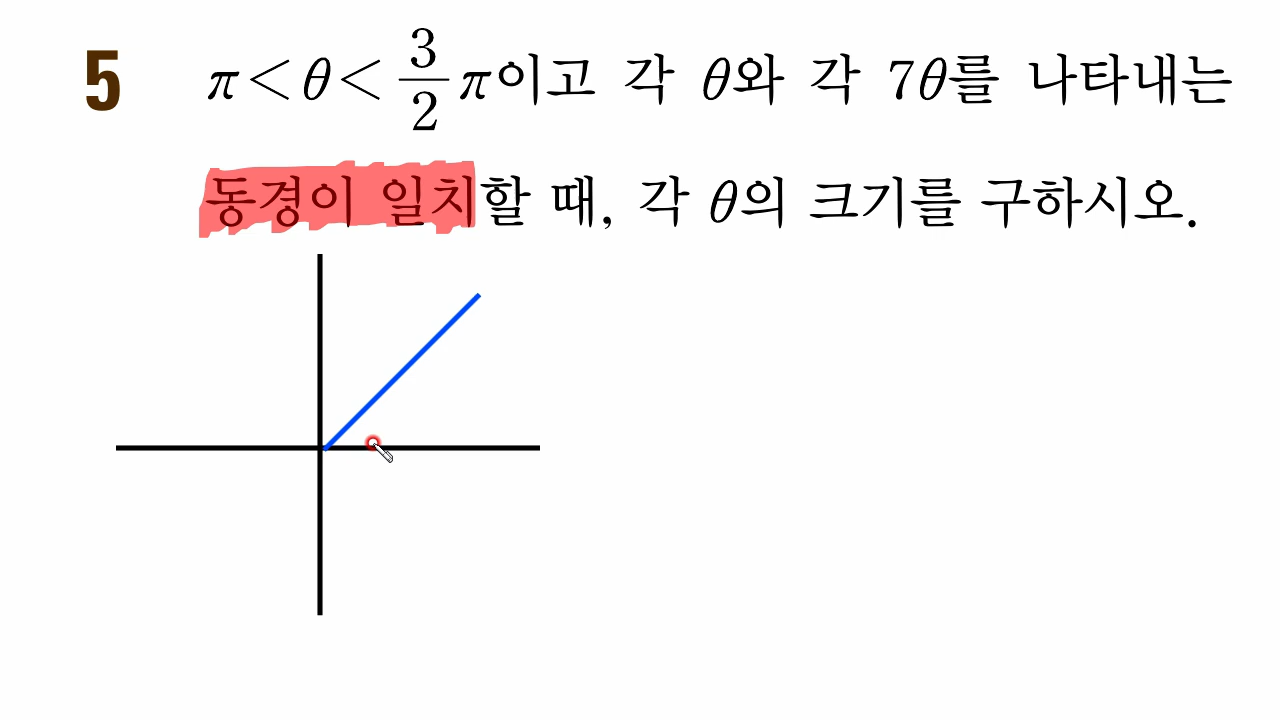 5 π<θ<3/2π이고 각 θ와 각 7θ를 나타내는
동경이 일치할 때, 각 θ의 크기를 구하시오.